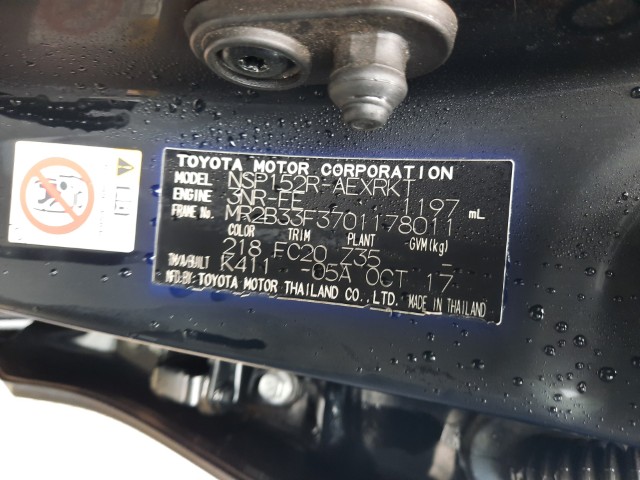 TOYOTA MOTOR CORPORATION
MODEL NSP152R-AEXRKT
ENGINE 3NR-FE 1197 mL
FRAME No. MR2B33F3701178011
COLOR TRIM PLANT GVM(kg)
218 FC20 Z35 -
TM/A/BUILT K411 -05A OCT 17
MFD.BY: TOYOTA MOTOR THAILAND CO.,LTD. MADE IN THAILAND